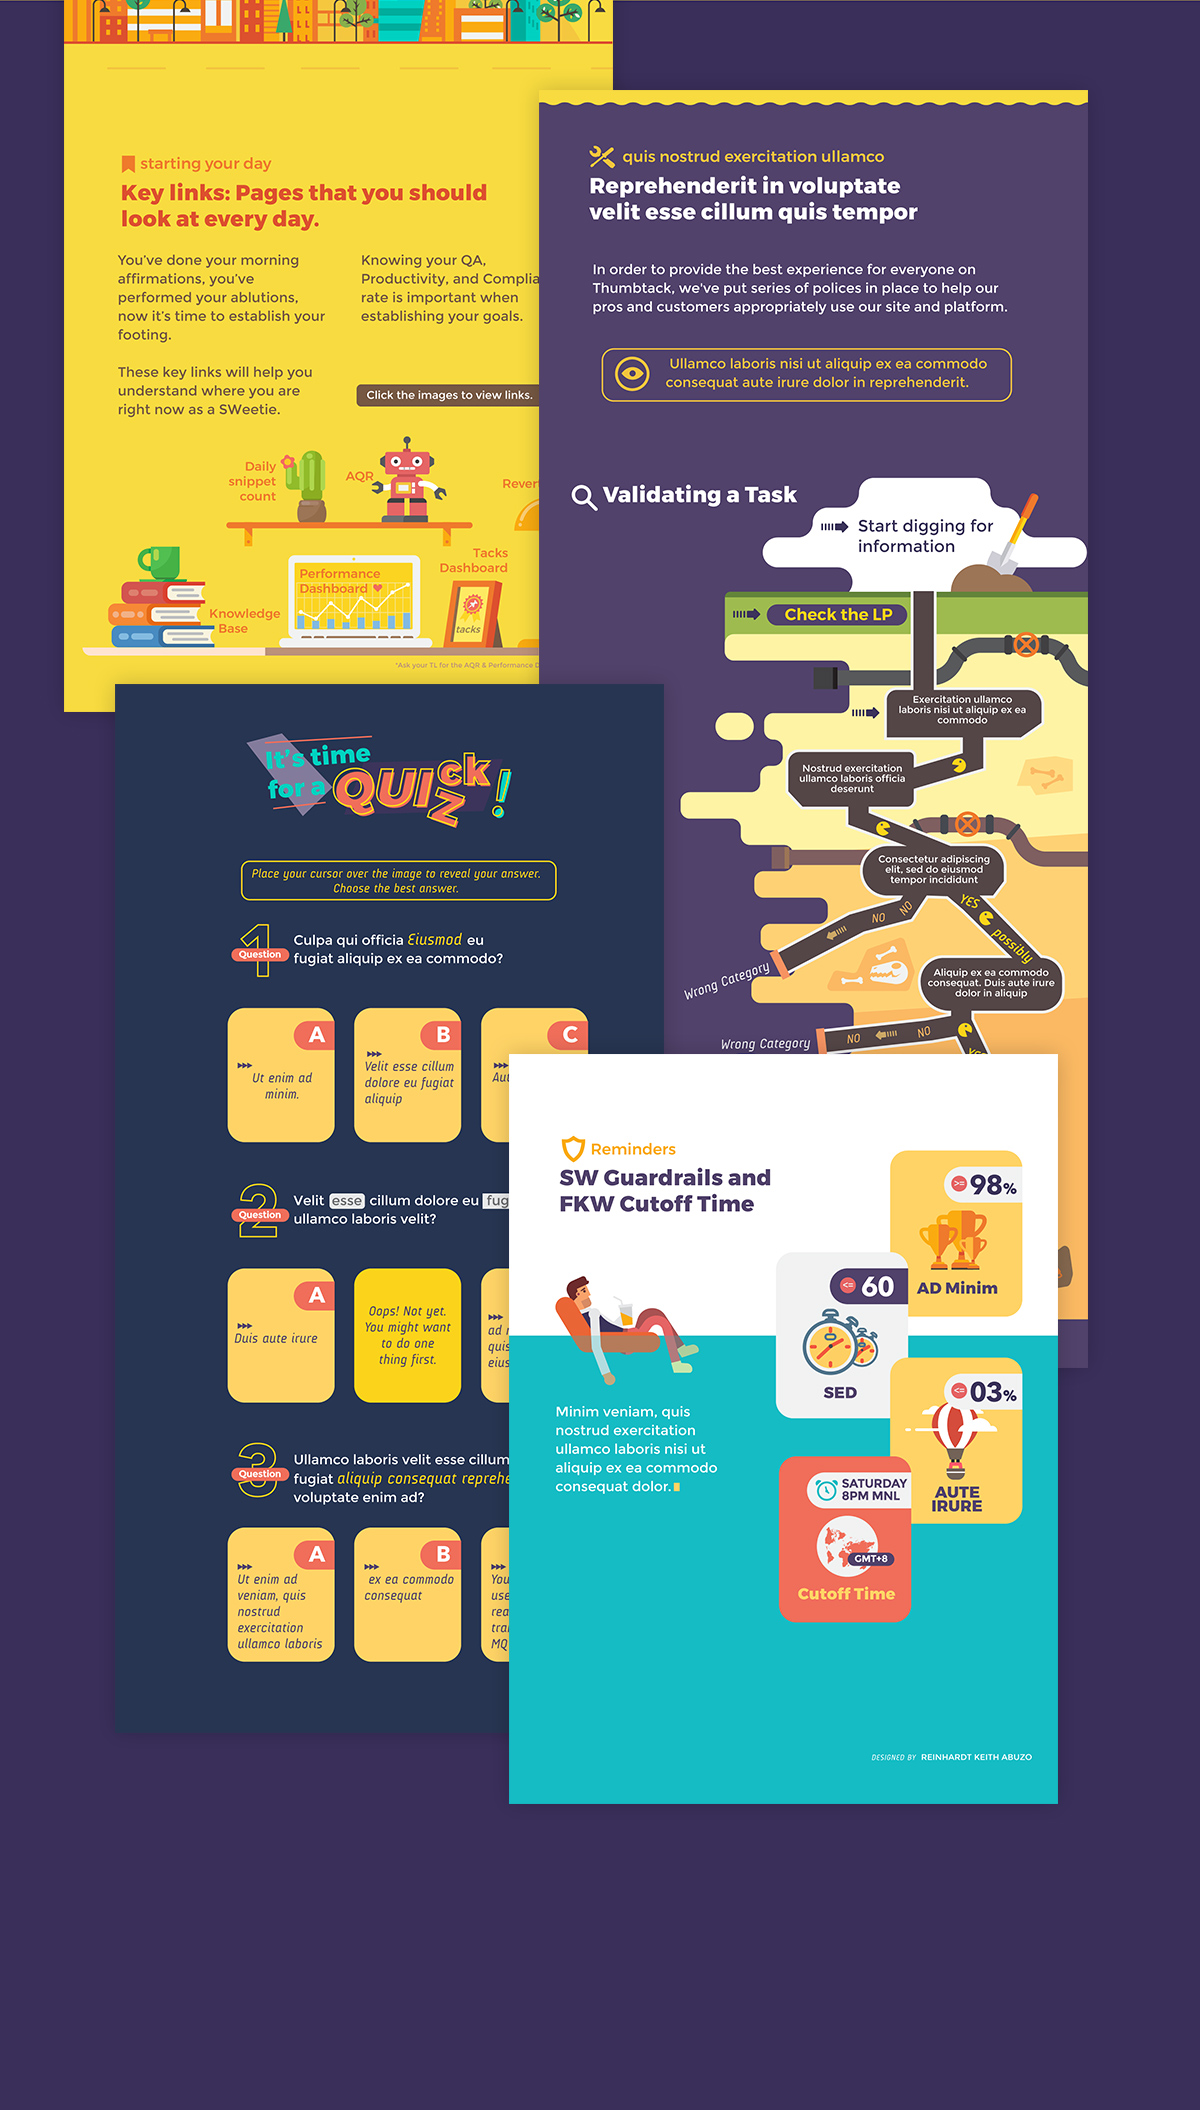 starting your day
Key links: Pages that you should
look at every day.
You've done your morning
affirmations, you've
performed your ablutions,
now it's time to establish your
footing.
These key links will help you
understand where you are
right now as a SWeetie.
Knowing your QA,
Productivity, and Complia
rate is important when
establishing your goals.
Click the images to view links.
Daily
snippet
count
AQR
Revert
Tacks
Dashboard
Performance
Dashboard
Knowledge
Base
tacks
*Ask your TL for the AQR & Performance D
quis nostrud exercitation ullamco
Reprehenderit in voluptate
velit esse cillum quis tempor
In order to provide the best experience for everyone on
Thumbtack, we've put series of polices in place to help our
pros and customers appropriately use our site and platform.
Ullamco laboris nisi ut aliquip ex ea commodo
consequat aute irure dolor in reprehenderit.
Validating a Task
Start digging for
information
Check the LP
Exercitation ullamco
laboris nisi ut aliquip ex ea
commodo
Nostrud exercitation
ullamco laboris officia
deserunt
Consectetur adipiscing
elit, sed do eiusmod
tempor incididunt
NO NO
YES
possibly
Wrong Category
Aliquip ex ea commodo
consequat. Duis aute irure
dolor in aliquip
Wrong Category
NO NO
It's time
for a
QUICK
QUIZ!
Place your cursor over the image to reveal your answer.
Choose the best answer.
1
Question
Culpa qui officia Eiusmod eu
fugiat aliquip ex ea commodo?
A
Ut enim ad
minim.
B
Velit esse cillum
dolore eu fugiat
aliquip
C
Aut
2
Question
Velit esse cillum dolore eu fug
ullamco laboris velit?
A
Duis aute irure
Oops! Not yet.
You might want
to do one
thing first.
ad
quis
eius
3
Question
Ullamco laboris velit esse cillum
fugiat aliquip consequat reprehe
voluptate enim ad?
A
Ut enim ad
veniam, quis
nostrud
exercitation
ullamco laboris
B
ex ea commodo
consequat
You
use
rea
tra
MQ
Reminders
SW Guardrails and
FKW Cutoff Time
Minim veniam, quis
nostrud exercitation
ullamco laboris nisi ut
aliquip ex ea commodo
consequat dolor.
>= 98%
AD Minim
<= 60
SED
<= 03%
AUTE
IRURE
SATURDAY
8PM MNL
GMT+8
Cutoff Time
DESIGNED BY REINHARDT KEITH ABUZO